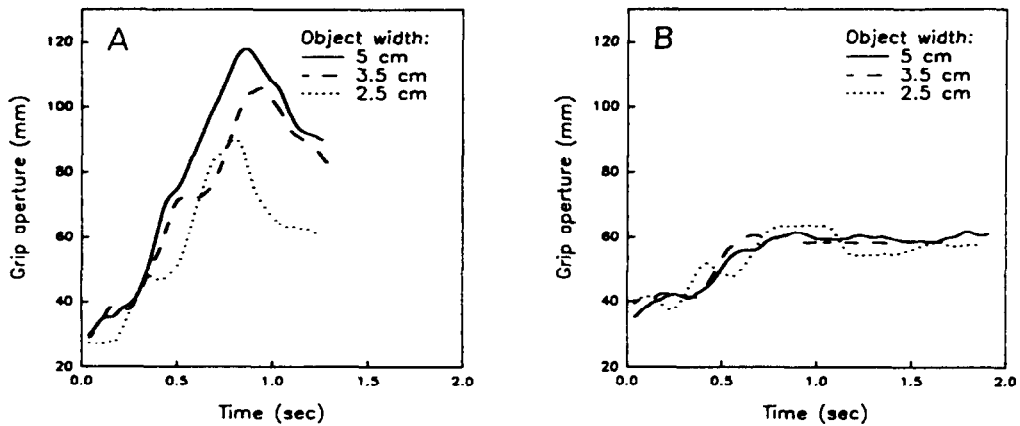 A
Object width:
5 cm
3.5 cm
2.5 cm
Grip aperture (mm)
120
100
80
60
40
20
0.0 0.5 1.0 1.5 2.0
Time (sec)
B
Object width:
5 cm
3.5 cm
2.5 cm
Grip aperture (mm)
120
100
80
60
40
20
0.0 0.5 1.0 1.5 2.0
Time (sec)